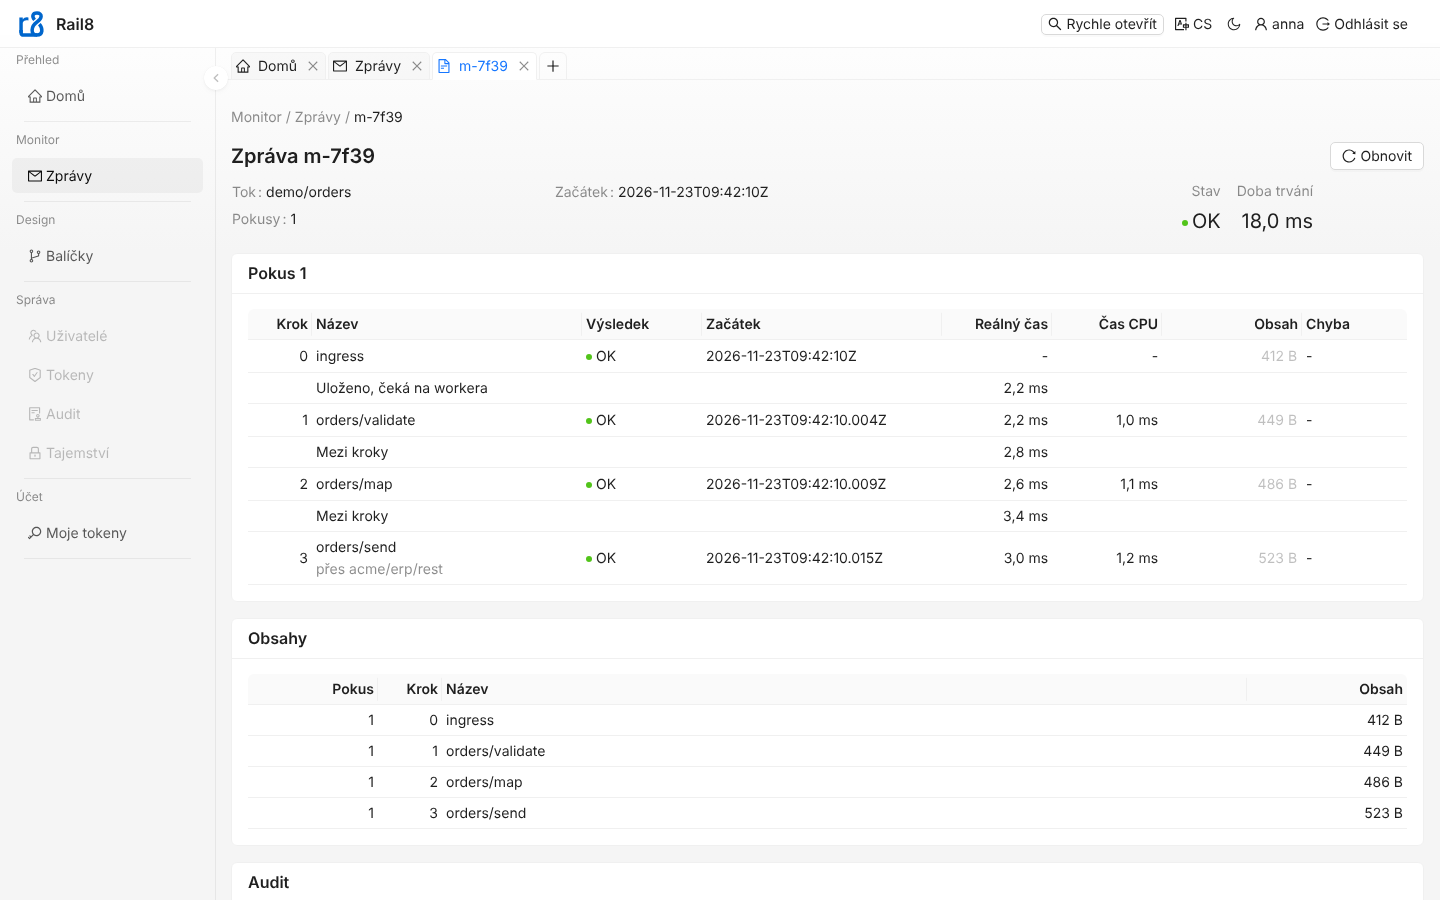 Rail8
Rychle otevřít
CS
anna
Odhlásit se
Přehled
Domů
Monitor
Zprávy
Design
Balíčky
Správa
Uživatelé
Tokeny
Audit
Tajemství
Účet
Moje tokeny
Domů
Zprávy
m-7f39
Monitor / Zprávy / m-7f39
Zpráva m-7f39
Obnovit
Tok : demo/orders
Začátek : 2026-11-23T09:42:10Z
Pokusy : 1
Stav
OK
Doba trvání
18,0 ms
Pokus 1
Krok Název Výsledek Začátek Reálný čas Čas CPU Obsah Chyba
0 ingress OK 2026-11-23T09:42:10Z - - 412 B -
Uloženo, čeká na workera 2,2 ms
1 orders/validate OK 2026-11-23T09:42:10.004Z 2,2 ms 1,0 ms 449 B -
Mezi kroky 2,8 ms
2 orders/map OK 2026-11-23T09:42:10.009Z 2,6 ms 1,1 ms 486 B -
Mezi kroky 3,4 ms
3 orders/send OK 2026-11-23T09:42:10.015Z 3,0 ms 1,2 ms 523 B -
přes acme/erp/rest
Obsahy
Pokus Krok Název Obsah
1 0 ingress 412 B
1 1 orders/validate 449 B
1 2 orders/map 486 B
1 3 orders/send 523 B
Audit